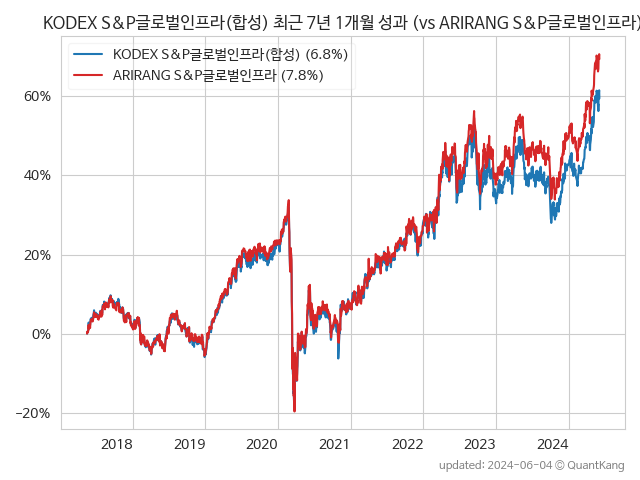 KODEX S&P글로벌인프라(합성) 최근 7년 1개월 성과 (vs ARIRANG S&P글로벌인프라)
KODEX S&P글로벌인프라(합성) (6.8%)
ARIRANG S&P글로벌인프라 (7.8%)
60%
40%
20%
0%
−20%
2018 2019 2020 2021 2022 2023 2024
updated: 2024-06-04 © QuantKang